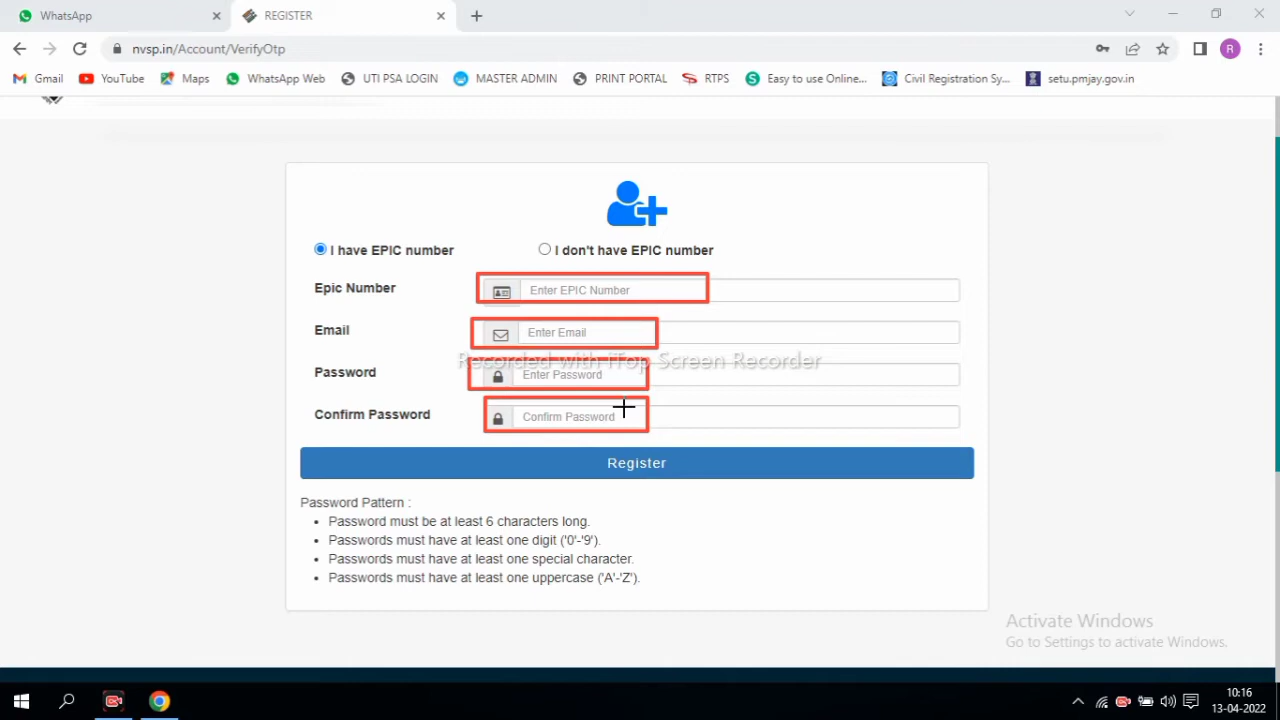 WhatsApp
REGISTER
nvsp.in/Account/VerifyOtp
R
Gmail YouTube Maps WhatsApp Web UTI PSA LOGIN MASTER ADMIN PRINT PORTAL RTPS Easy to use Online... Civil Registration Sy... setu.pmjay.gov.in
I have EPIC number I don't have EPIC number
Epic Number Enter EPIC Number
Email Enter Email
Recorded with iTop Screen Recorder
Password Enter Password
Confirm Password Confirm Password
Register
Password Pattern :
• Password must be at least 6 characters long.
• Passwords must have at least one digit ('0'-'9').
• Passwords must have at least one special character.
• Passwords must have at least one uppercase ('A'-'Z').
Activate Windows
Go to Settings to activate Windows.
10:16
13-04-2022